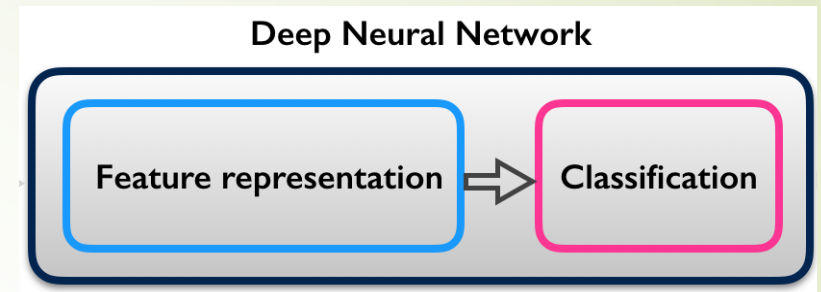 Deep Neural Network
Feature representation
Classification